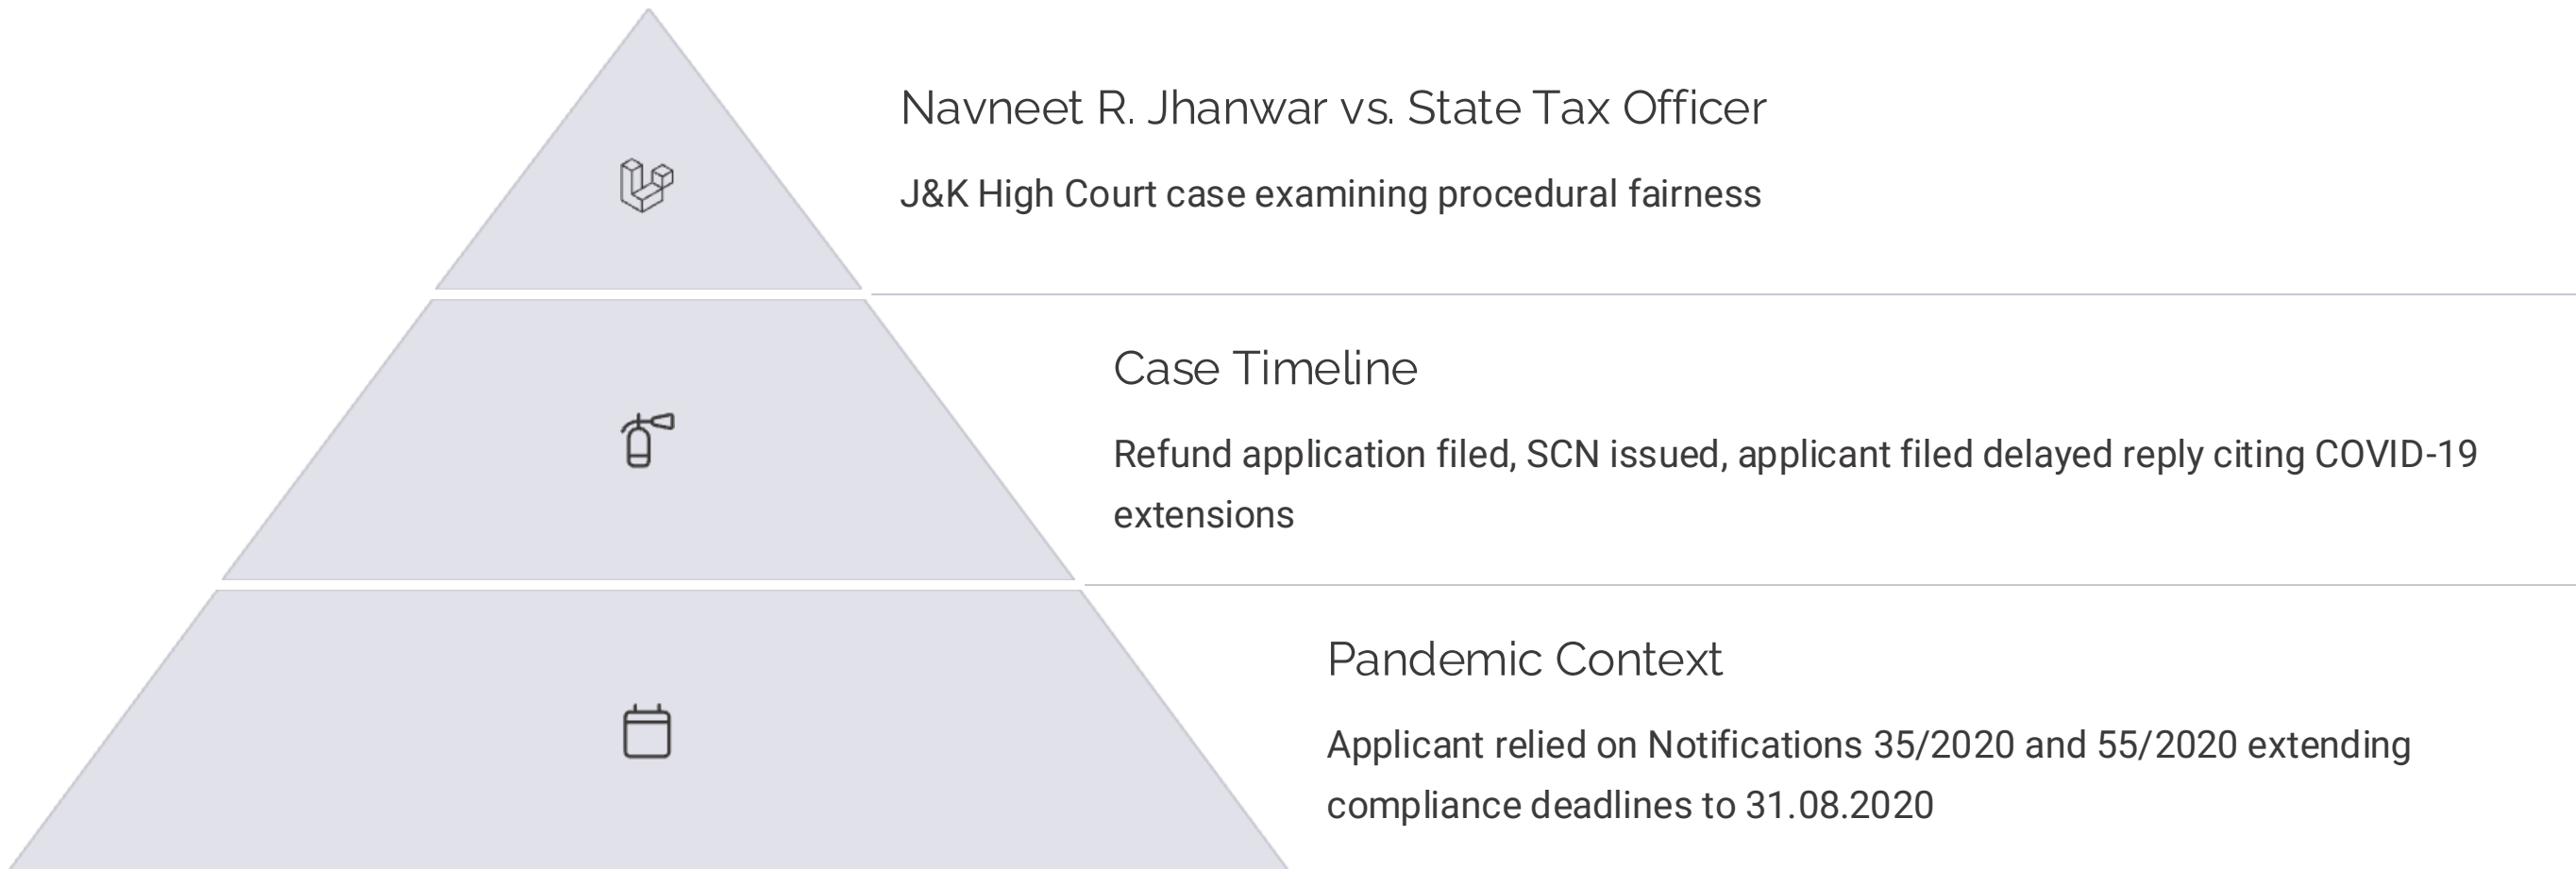 Navneet R. Jhanwar vs. State Tax Officer
J&K High Court case examining procedural fairness
Case Timeline
Refund application filed, SCN issued, applicant filed delayed reply citing COVID-19
extensions
Pandemic Context
Applicant relied on Notifications 35/2020 and 55/2020 extending
compliance deadlines to 31.08.2020